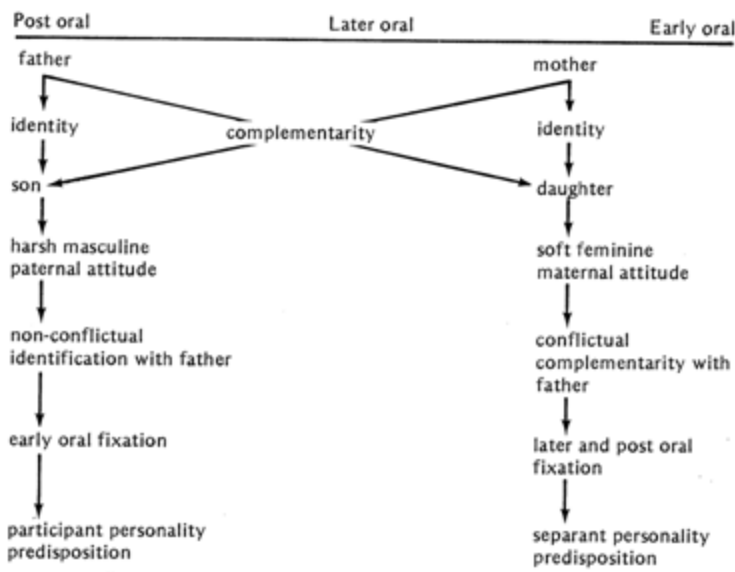 Post oral
Later oral
Early oral
father
mother
identity
complementarity
identity
son
daughter
harsh masculine
paternal attitude
soft feminine
maternal attitude
non-conflictual
identification with father
conflictual
complementarity with
father
early oral fixation
later and post oral
fixation
participant personality
predisposition
separant personality
predisposition